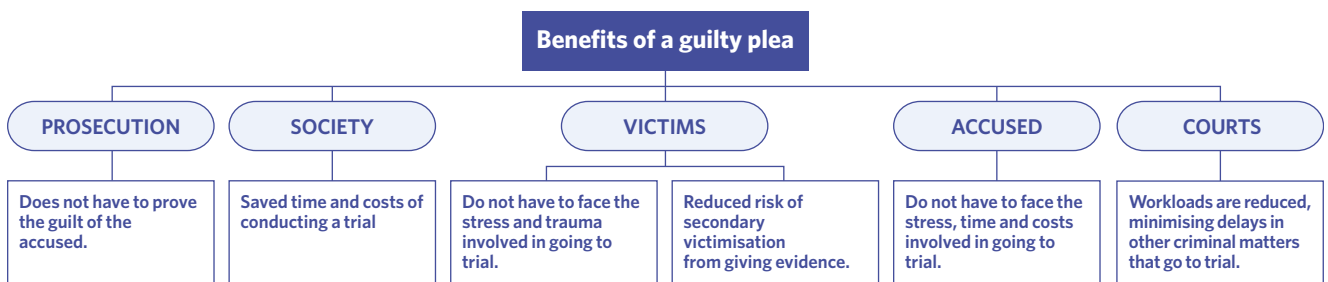 Benefits of a guilty plea
PROSECUTION
SOCIETY
VICTIMS
ACCUSED
COURTS
Does not have to prove
the guilt of the
accused.
Saved time and costs of
conducting a trial
Do not have to face the
stress and trauma
involved in going to
trial.
Reduced risk of
secondary
victimisation
from giving evidence.
Do not have to face the
stress, time and costs
involved in going to
trial.
Workloads are reduced,
minimising delays in
other criminal matters
that go to trial.